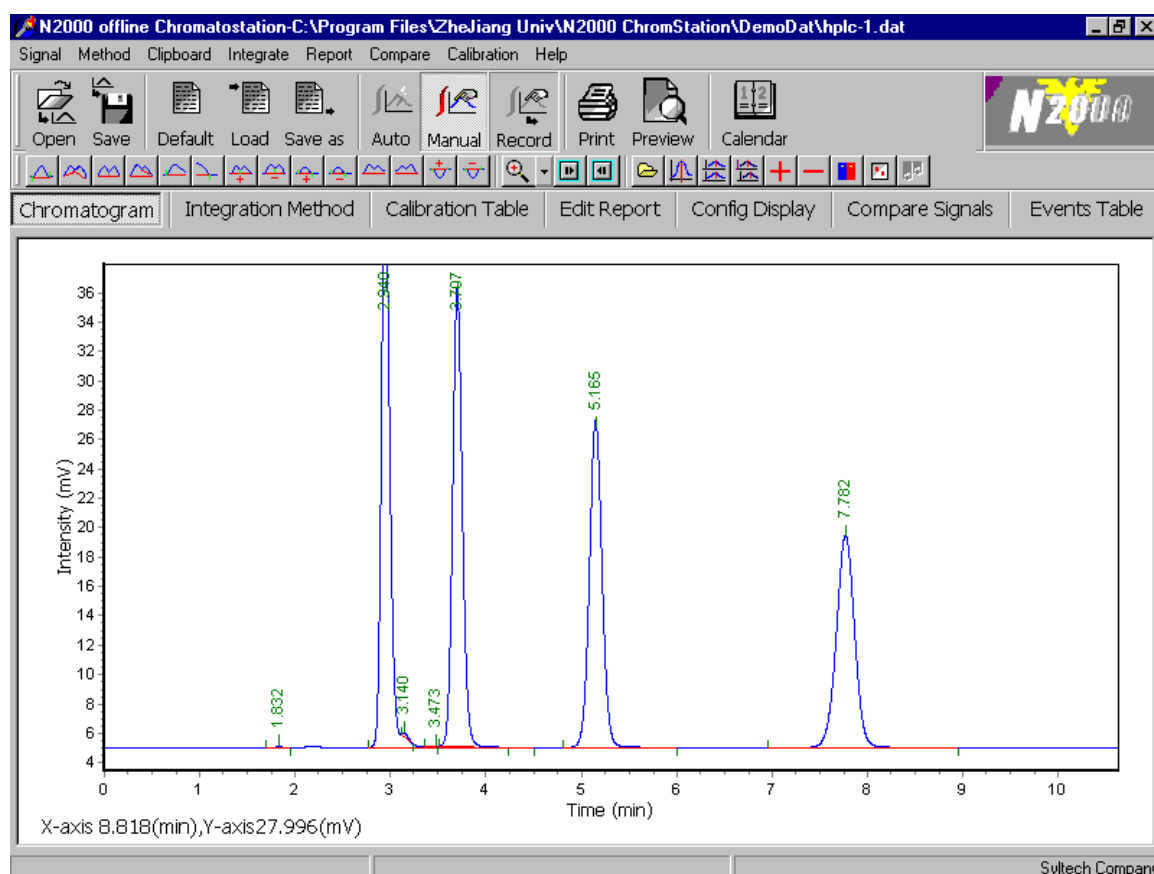 N2000 offline Chromatostation-C:\Program Files\ZheJiang Univ\N2000 ChromStation\DemoDat\hplc-1.dat
Signal Method Clipboard Integrate Report Compare Calibration Help
N2000
Open Save Default Load Save as Auto Manual Record Print Preview Calendar
Chromatogram Integration Method Calibration Table Edit Report Config Display Compare Signals Events Table
36
34
32
30
28
26
24
22
20
18
16
14
12
10
8
6
4
Intensity (mV)
1.832
2.940
3.140
3.473
3.707
5.165
7.782
0 1 2 3 4 5 6 7 8 9 10
Time (min)
X-axis 8.818(min),Y-axis27.996(mV)
Syltech Company